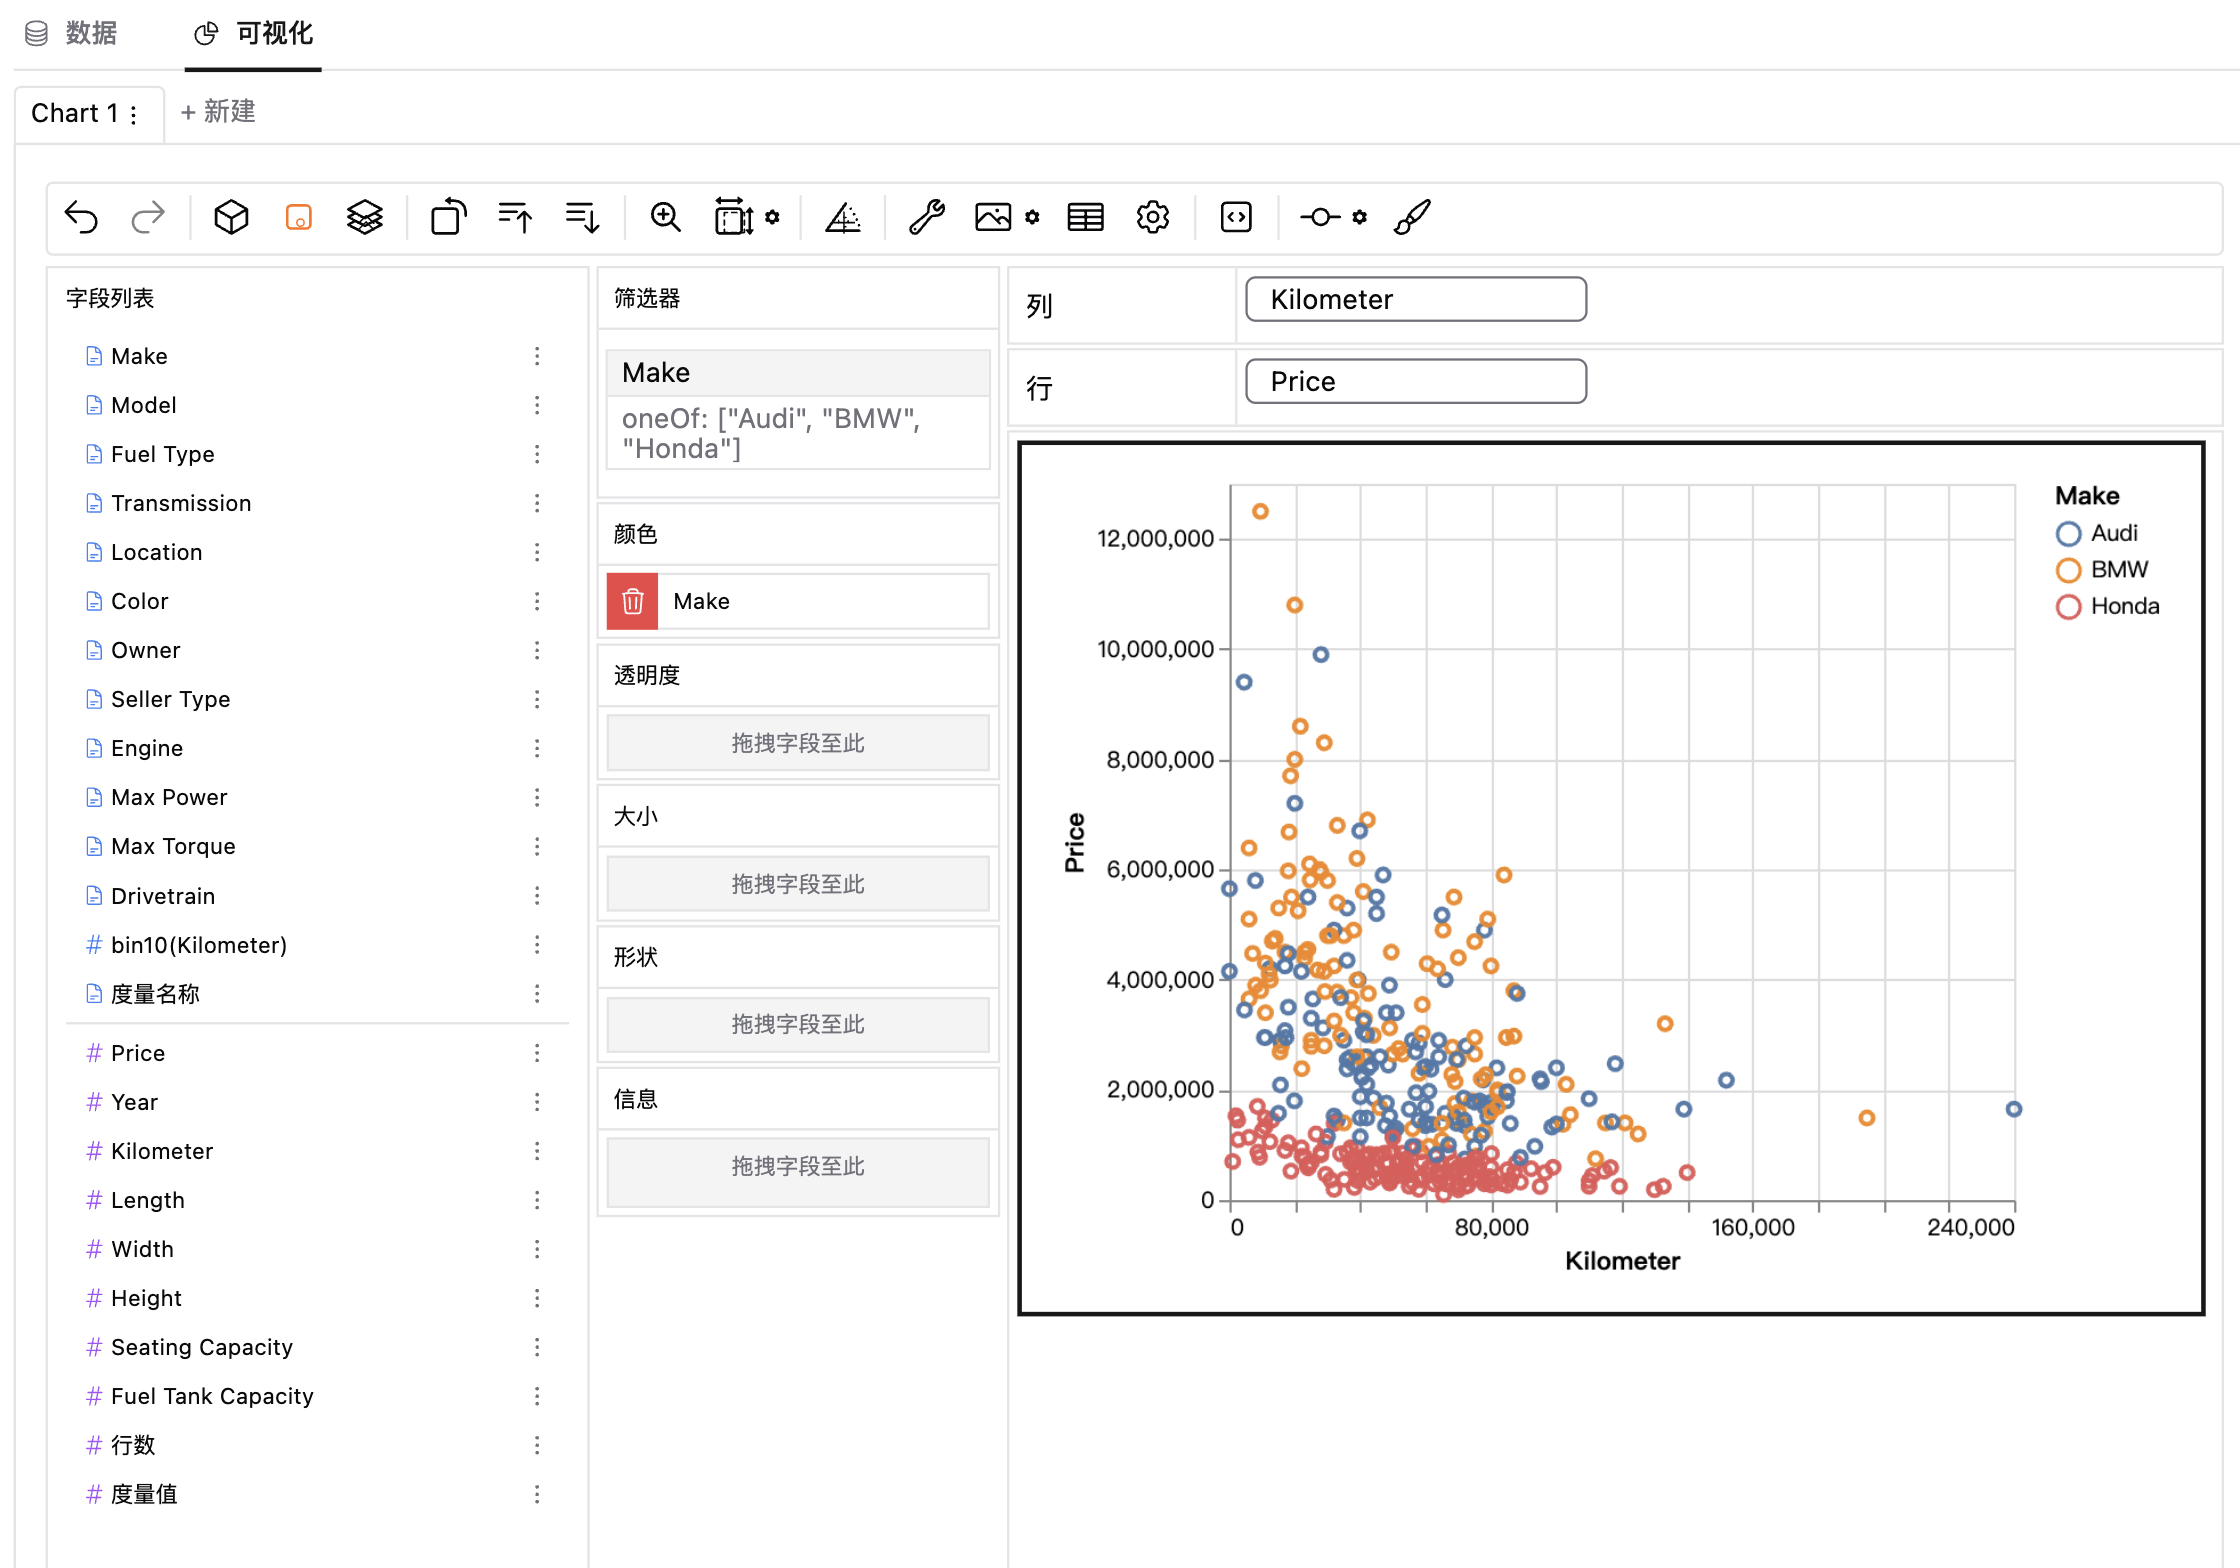 数据 可视化
Chart 1 + 新建
字段列表
Make
Model
Fuel Type
Transmission
Location
Color
Owner
Seller Type
Engine
Max Power
Max Torque
Drivetrain
bin10(Kilometer)
度量名称
Price
Year
Kilometer
Length
Width
Height
Seating Capacity
Fuel Tank Capacity
行数
度量值
筛选器
Make
oneOf: ["Audi", "BMW",
"Honda"]
颜色
Make
透明度
拖拽字段至此
大小
拖拽字段至此
形状
拖拽字段至此
信息
拖拽字段至此
列 Kilometer
行 Price
Price
12,000,000
10,000,000
8,000,000
6,000,000
4,000,000
2,000,000
0
0 80,000 160,000 240,000
Kilometer
Make
Audi
BMW
Honda